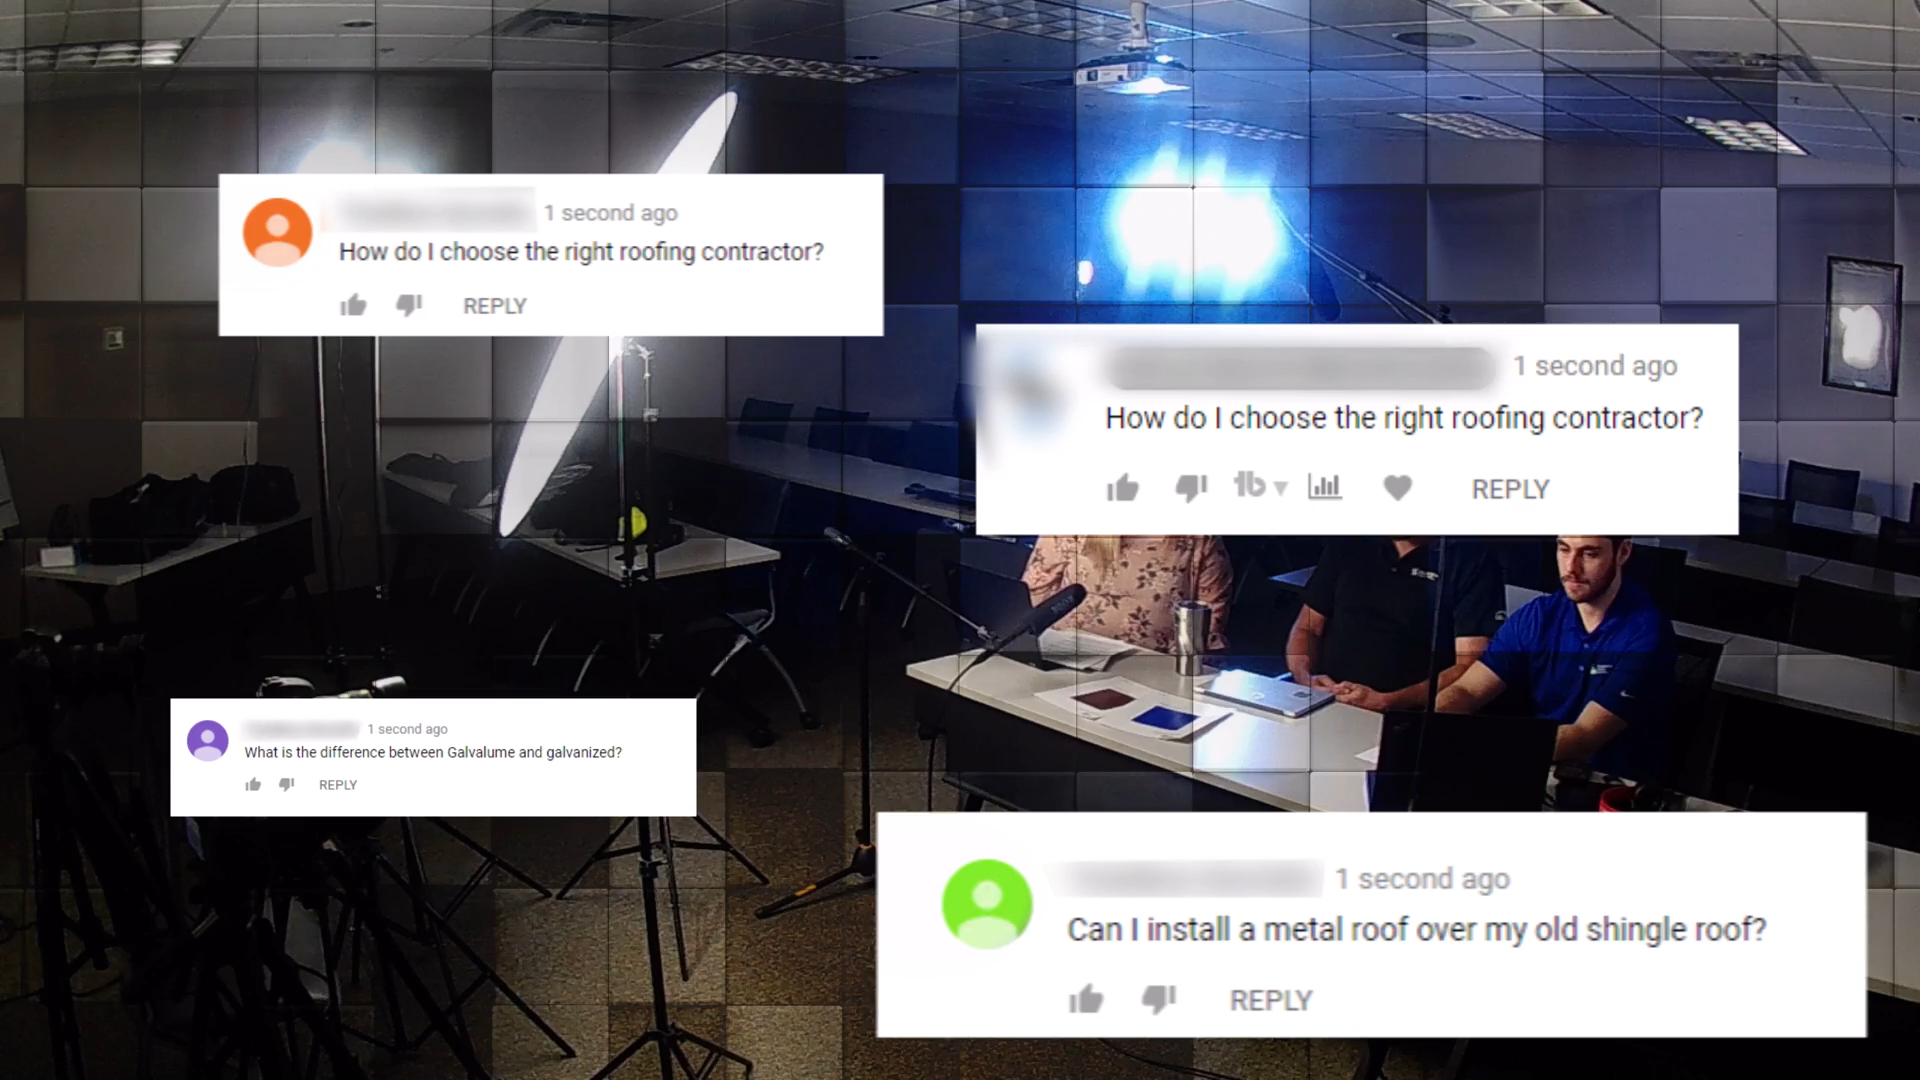 1 second ago
How do I choose the right roofing contractor?
REPLY
1 second ago
How do I choose the right roofing contractor?
REPLY
1 second ago
What is the difference between Galvalume and galvanized?
REPLY
1 second ago
Can I install a metal roof over my old shingle roof?
REPLY